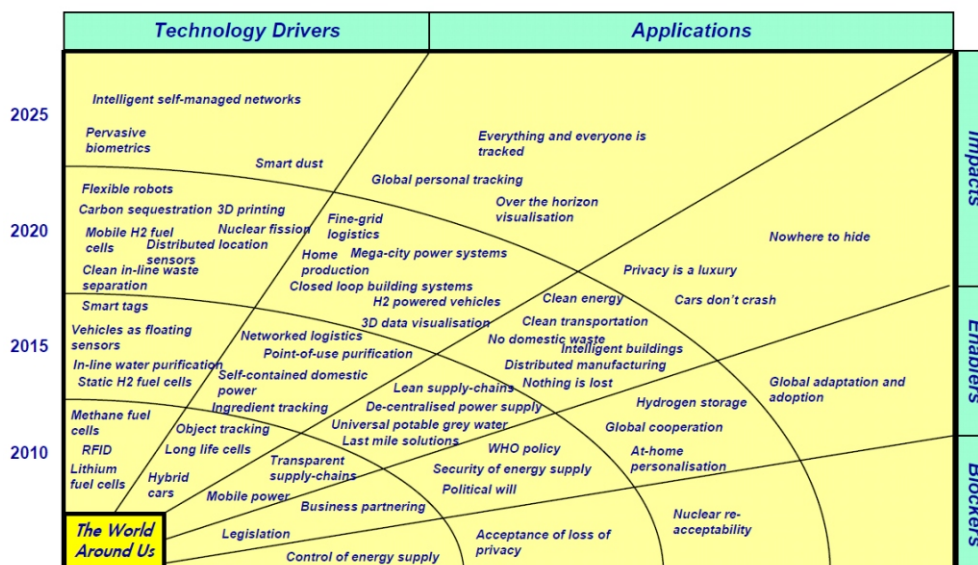 Technology Drivers
Applications
2025
2020
2015
2010
Impacts
Enablers
Blockers
Intelligent self-managed networks
Pervasive
biometrics
Smart dust
Everything and everyone is
tracked
Global personal tracking
Over the horizon
visualisation
Flexible robots
Carbon sequestration
3D printing
Nuclear fission
Fine-grid
logistics
Mobile H2 fuel
cells
Distributed location
sensors
Home
production
Mega-city power systems
Nowhere to hide
Privacy is a luxury
Clean in-line waste
separation
Closed loop building systems
H2 powered vehicles
Clean energy
Cars don't crash
Smart tags
3D data visualisation
Clean transportation
Vehicles as floating
sensors
Networked logistics
No domestic waste
Intelligent buildings
Point-of-use purification
In-line water purification
Distributed manufacturing
Static H2 fuel cells
Self-contained domestic
power
Lean supply-chains
Nothing is lost
Global adaptation and
adoption
Ingredient tracking
De-centralised power supply
Hydrogen storage
Methane fuel
cells
Object tracking
Universal potable grey water
Global cooperation
RFID
Long life cells
Last mile solutions
WHO policy
At-home
personalisation
Lithium
fuel cells
Hybrid
cars
Transparent
supply-chains
Security of energy supply
Mobile power
Political will
Business partnering
Nuclear re-
acceptability
The World
Around Us
Legislation
Acceptance of loss of
privacy
Control of energy supply